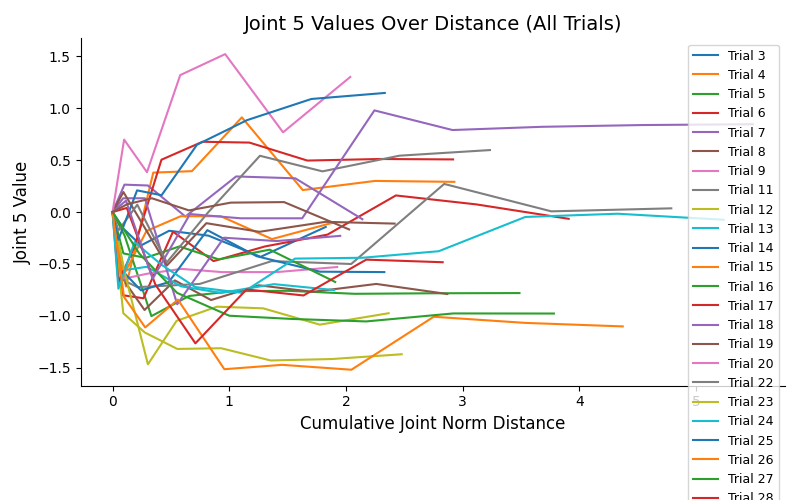 Joint 5 Values Over Distance (All Trials)
Joint 5 Value
1.5
1.0
0.5
0.0
−0.5
−1.0
−1.5
0
1
2
3
4
5
Cumulative Joint Norm Distance
Trial 3
Trial 4
Trial 5
Trial 6
Trial 7
Trial 8
Trial 9
Trial 11
Trial 12
Trial 13
Trial 14
Trial 15
Trial 16
Trial 17
Trial 18
Trial 19
Trial 20
Trial 22
Trial 23
Trial 24
Trial 25
Trial 26
Trial 27
Trial 28